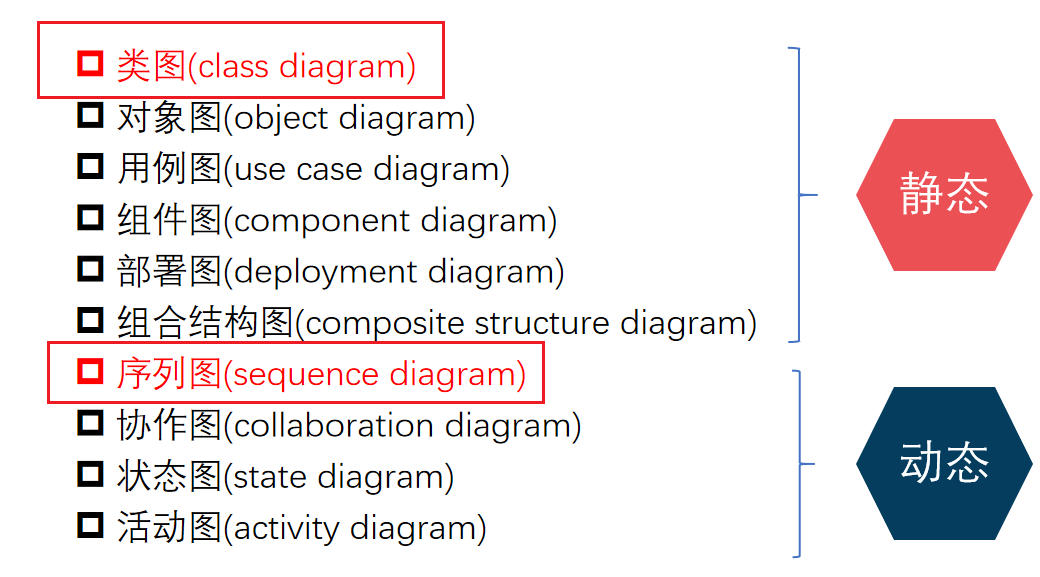 类图(class diagram)
对象图(object diagram)
用例图(use case diagram)
组件图(component diagram)
部署图(deployment diagram)
组合结构图(composite structure diagram)
静态
序列图(sequence diagram)
协作图(collaboration diagram)
状态图(state diagram)
活动图(activity diagram)
动态